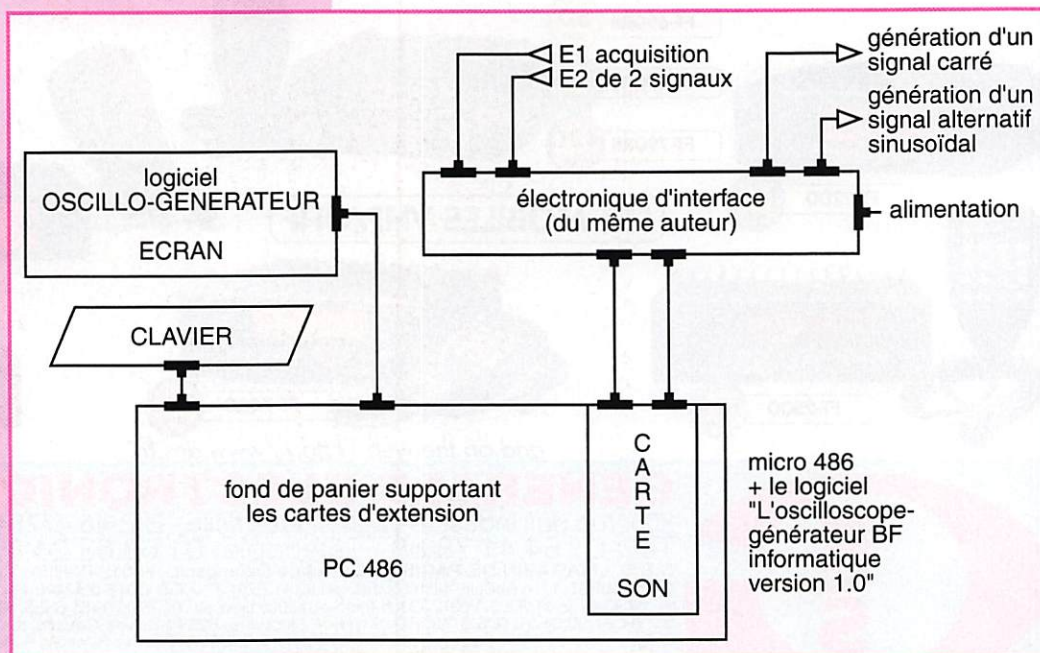 E1 acquisition
E2 de 2 signaux
génération d'un
signal carré
génération d'un
signal alternatif
sinusoïdal
logiciel
OSCILLO-GENERATEUR
ECRAN
électronique d'interface
(du même auteur)
alimentation
CLAVIER
fond de panier supportant
les cartes d'extension
PC 486
CARTE
SON
micro 486
+ le logiciel
"L'oscilloscope-
générateur BF
informatique
version 1.0"